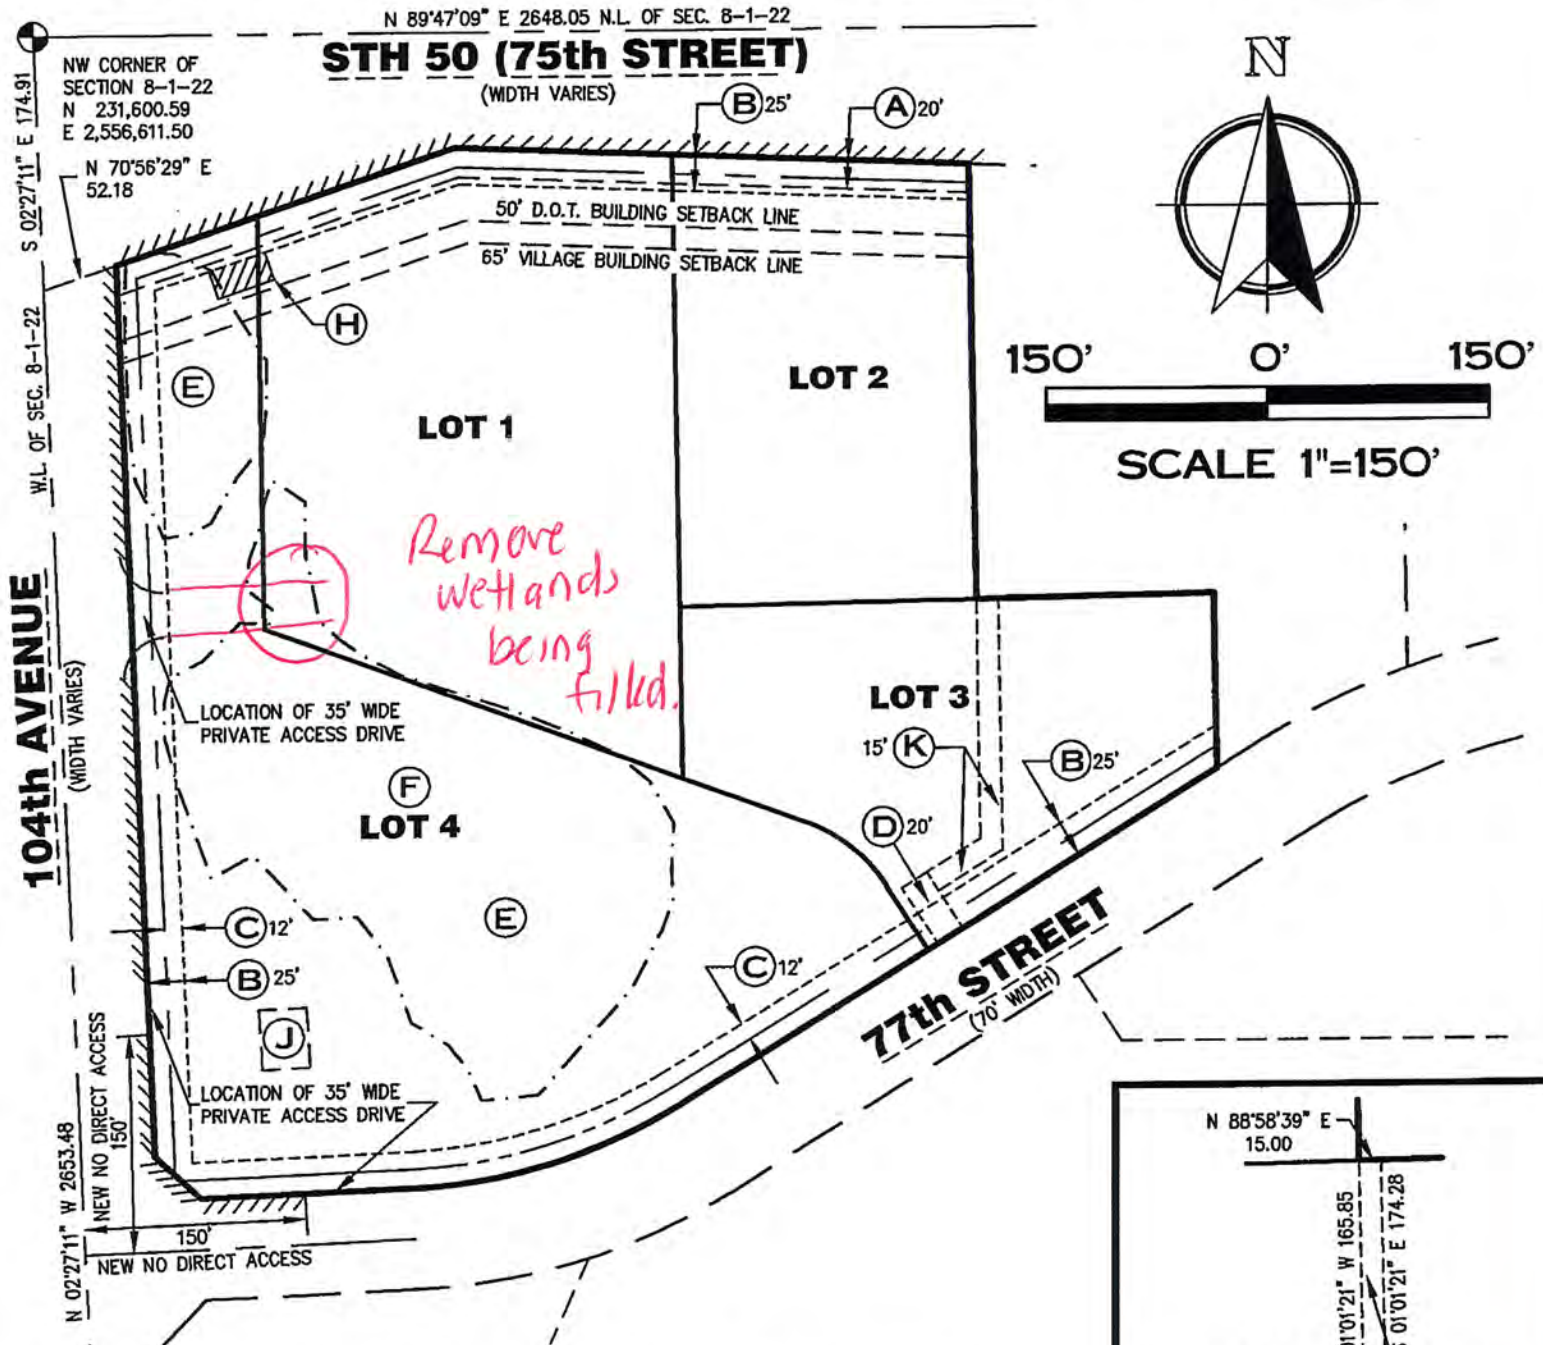 N 89°47'09" E 2648.05 N.L. OF SEC. 8-1-22
STH 50 (75th STREET)
(WIDTH VARIES)
NW CORNER OF
SECTION 8-1-22
N 231,600.59
E 2,556,611.50
N 70°56'29" E
52.18
S 02°27'11" E 174.91
W.L. OF SEC. 8-1-22
B 25'
A 20'
N
50' D.O.T. BUILDING SETBACK LINE
65' VILLAGE BUILDING SETBACK LINE
H
E
LOT 1
LOT 2
150' 0' 150'
SCALE 1"=150'
Remove
wetlands
being
filled.
104th AVENUE
(WIDTH VARIES)
LOCATION OF 35' WIDE
PRIVATE ACCESS DRIVE
LOT 3
15' K
B 25'
F
LOT 4
D 20'
E
C 12'
B 25'
C 12'
77th STREET
(70' WIDTH)
J
LOCATION OF 35' WIDE
PRIVATE ACCESS DRIVE
NEW NO DIRECT ACCESS
150'
N 02°27'11" W 2653.48
150'
NEW NO DIRECT ACCESS
N 88°58'39" E
15.00
01°01'21" W 165.85
01°01'21" E 174.28